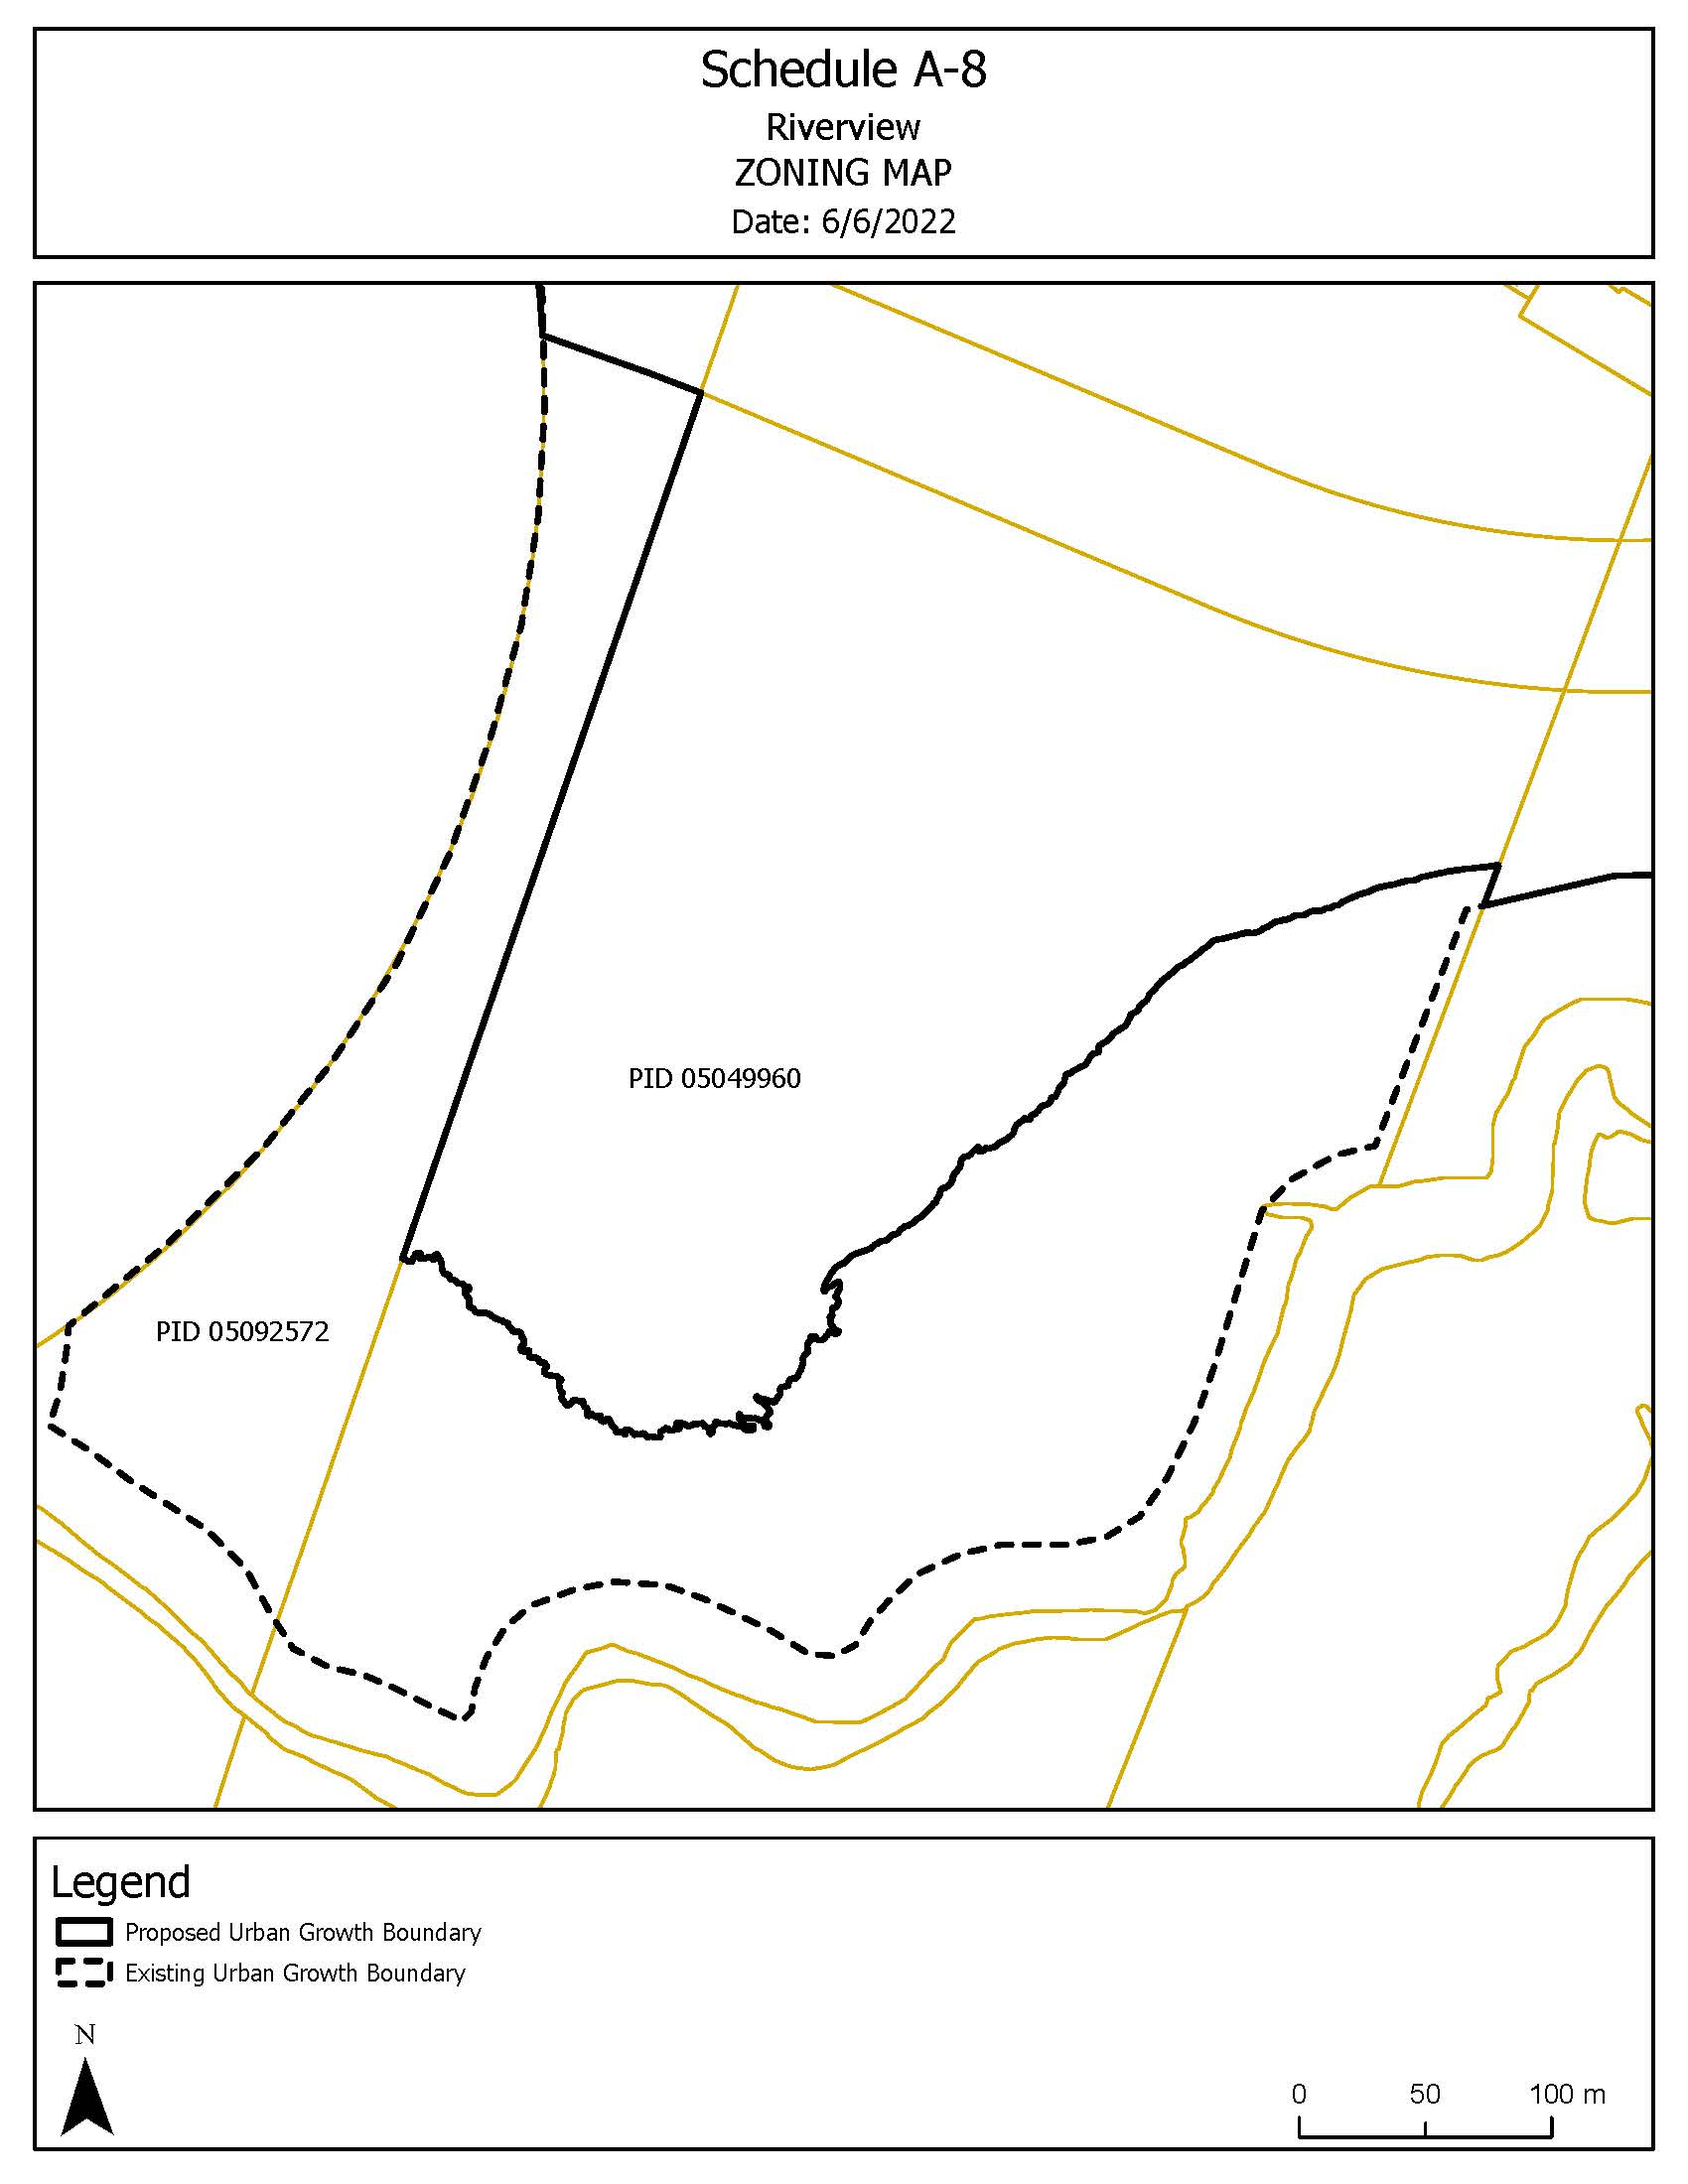 Schedule A-8
Riverview
ZONING MAP
Date: 6/6/2022
PID 05049960
PID 05092572
Legend
Proposed Urban Growth Boundary
Existing Urban Growth Boundary
N
0 50 100 m